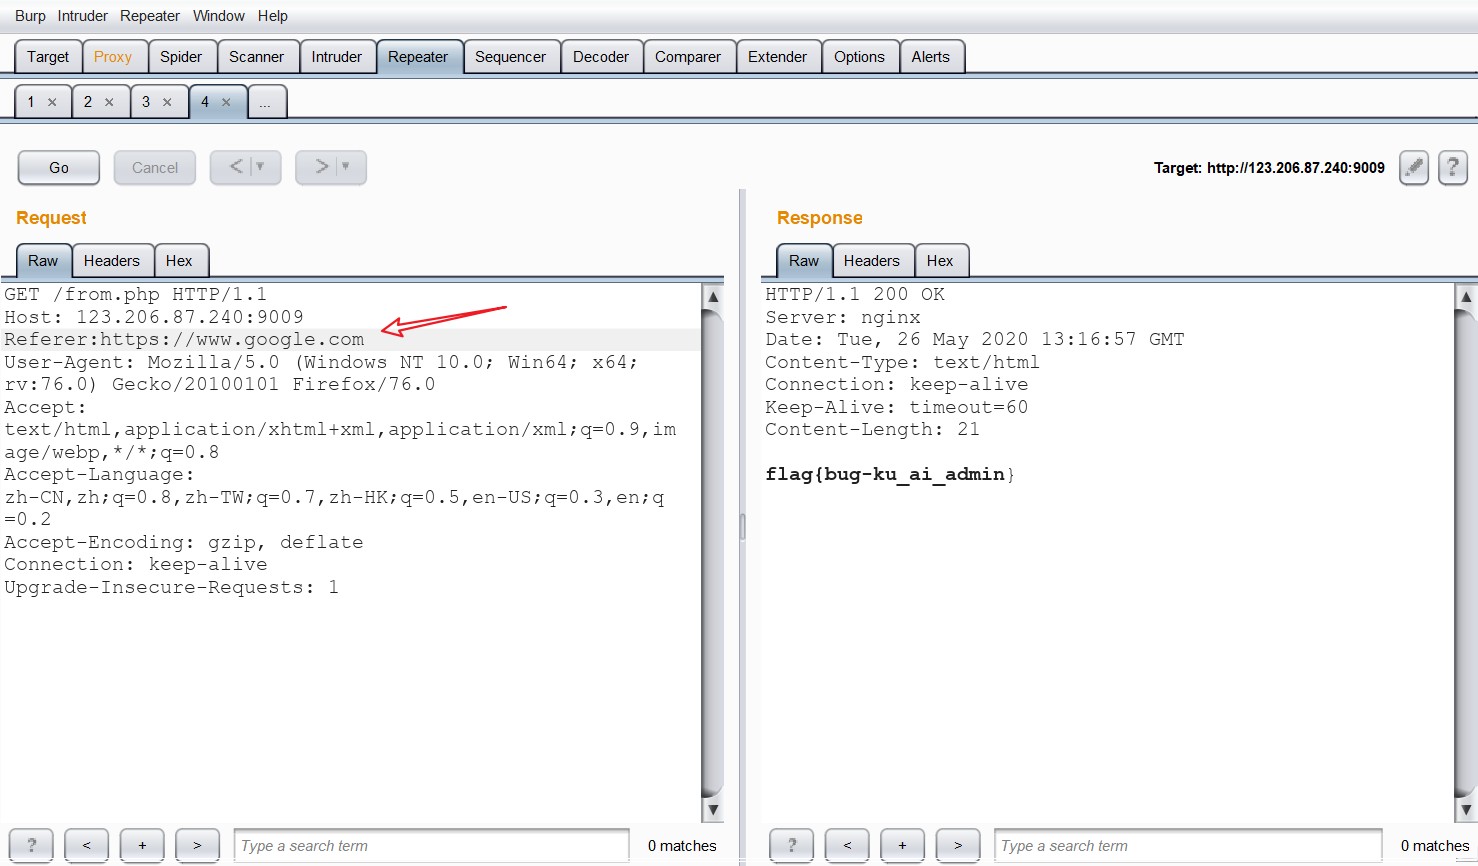 Burp Intruder Repeater Window Help
Target Proxy Spider Scanner Intruder Repeater Sequencer Decoder Comparer Extender Options Alerts
1 × 2 × 3 × 4 × ...
Go Cancel < > Target: http://123.206.87.240:9009 ?
Request
Raw Headers Hex
GET /from.php HTTP/1.1
Host: 123.206.87.240:9009
Referer:https://www.google.com
User-Agent: Mozilla/5.0 (Windows NT 10.0; Win64; x64;
rv:76.0) Gecko/20100101 Firefox/76.0
Accept:
text/html,application/xhtml+xml,application/xml;q=0.9,im
age/webp,*/*;q=0.8
Accept-Language:
zh-CN,zh;q=0.8,zh-TW;q=0.7,zh-HK;q=0.5,en-US;q=0.3,en;q
=0.2
Accept-Encoding: gzip, deflate
Connection: keep-alive
Upgrade-Insecure-Requests: 1
? < + > Type a search term 0 matches
Response
Raw Headers Hex
HTTP/1.1 200 OK
Server: nginx
Date: Tue, 26 May 2020 13:16:57 GMT
Content-Type: text/html
Connection: keep-alive
Keep-Alive: timeout=60
Content-Length: 21
flag{bug-ku_ai_admin}
? < + > Type a search term 0 matches